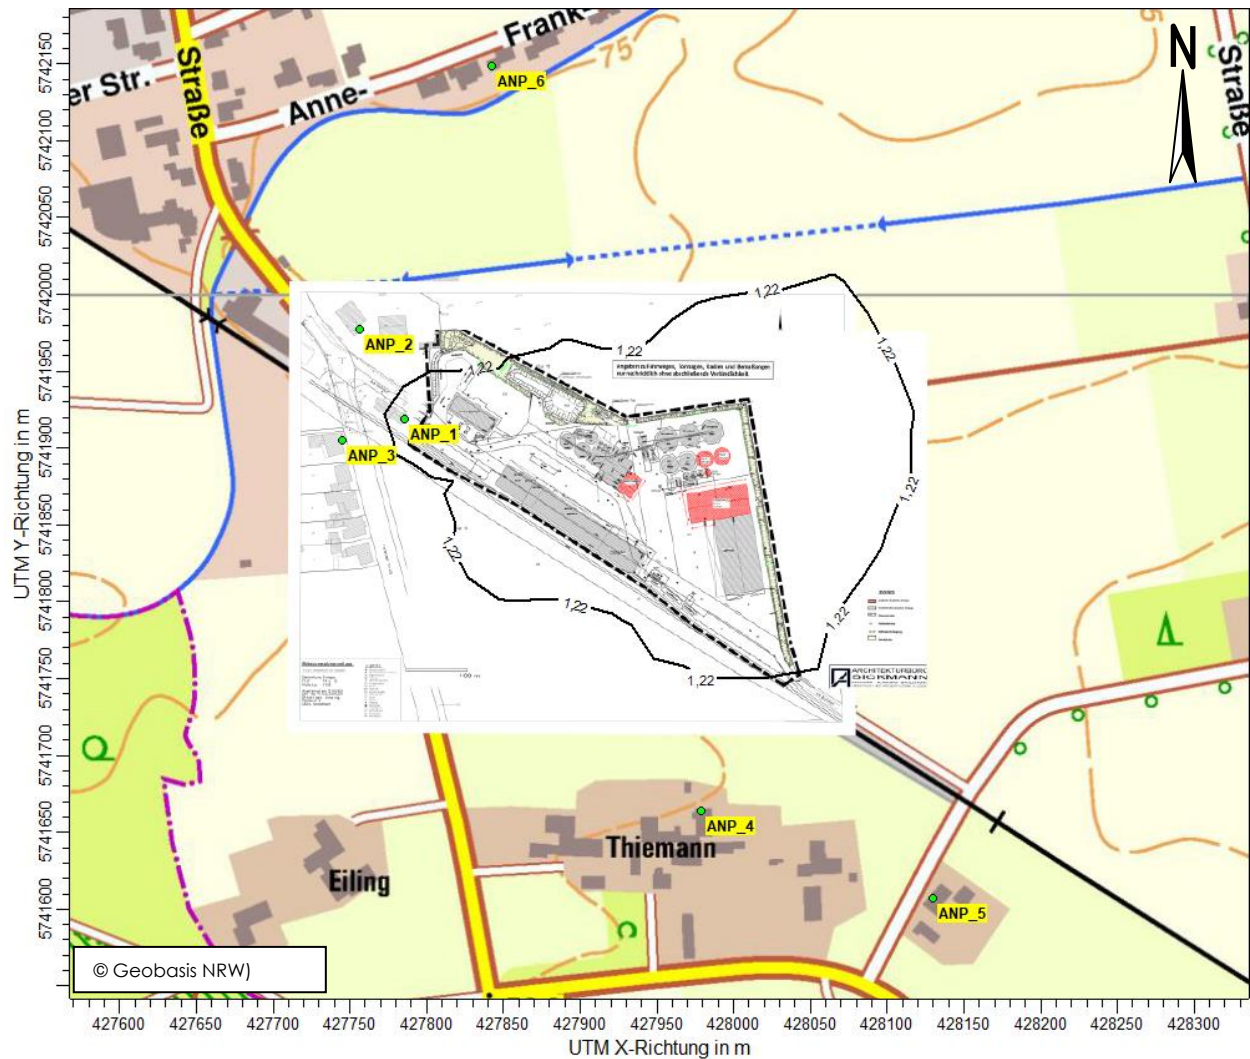 Straße
er Str.
Anne-
Frank-
75
ANP_6
N
Straße
5742150
5742100
5742050
5742000
5741950
5741900
5741850
5741800
5741750
5741700
5741650
5741600
UTM Y-Richtung in m
1,22
1,22
1,22
1,22
1,22
1,22
1,22
1,22
1,22
ANP_2
ANP_1
ANP_3
ARCHITEKTURBÜRO
100 m
ANP_4
Thiemann
Eiling
ANP_5
© Geobasis NRW)
427600
427650
427700
427750
427800
427850
427900
427950
428000
428050
428100
428150
428200
428250
428300
UTM X-Richtung in m